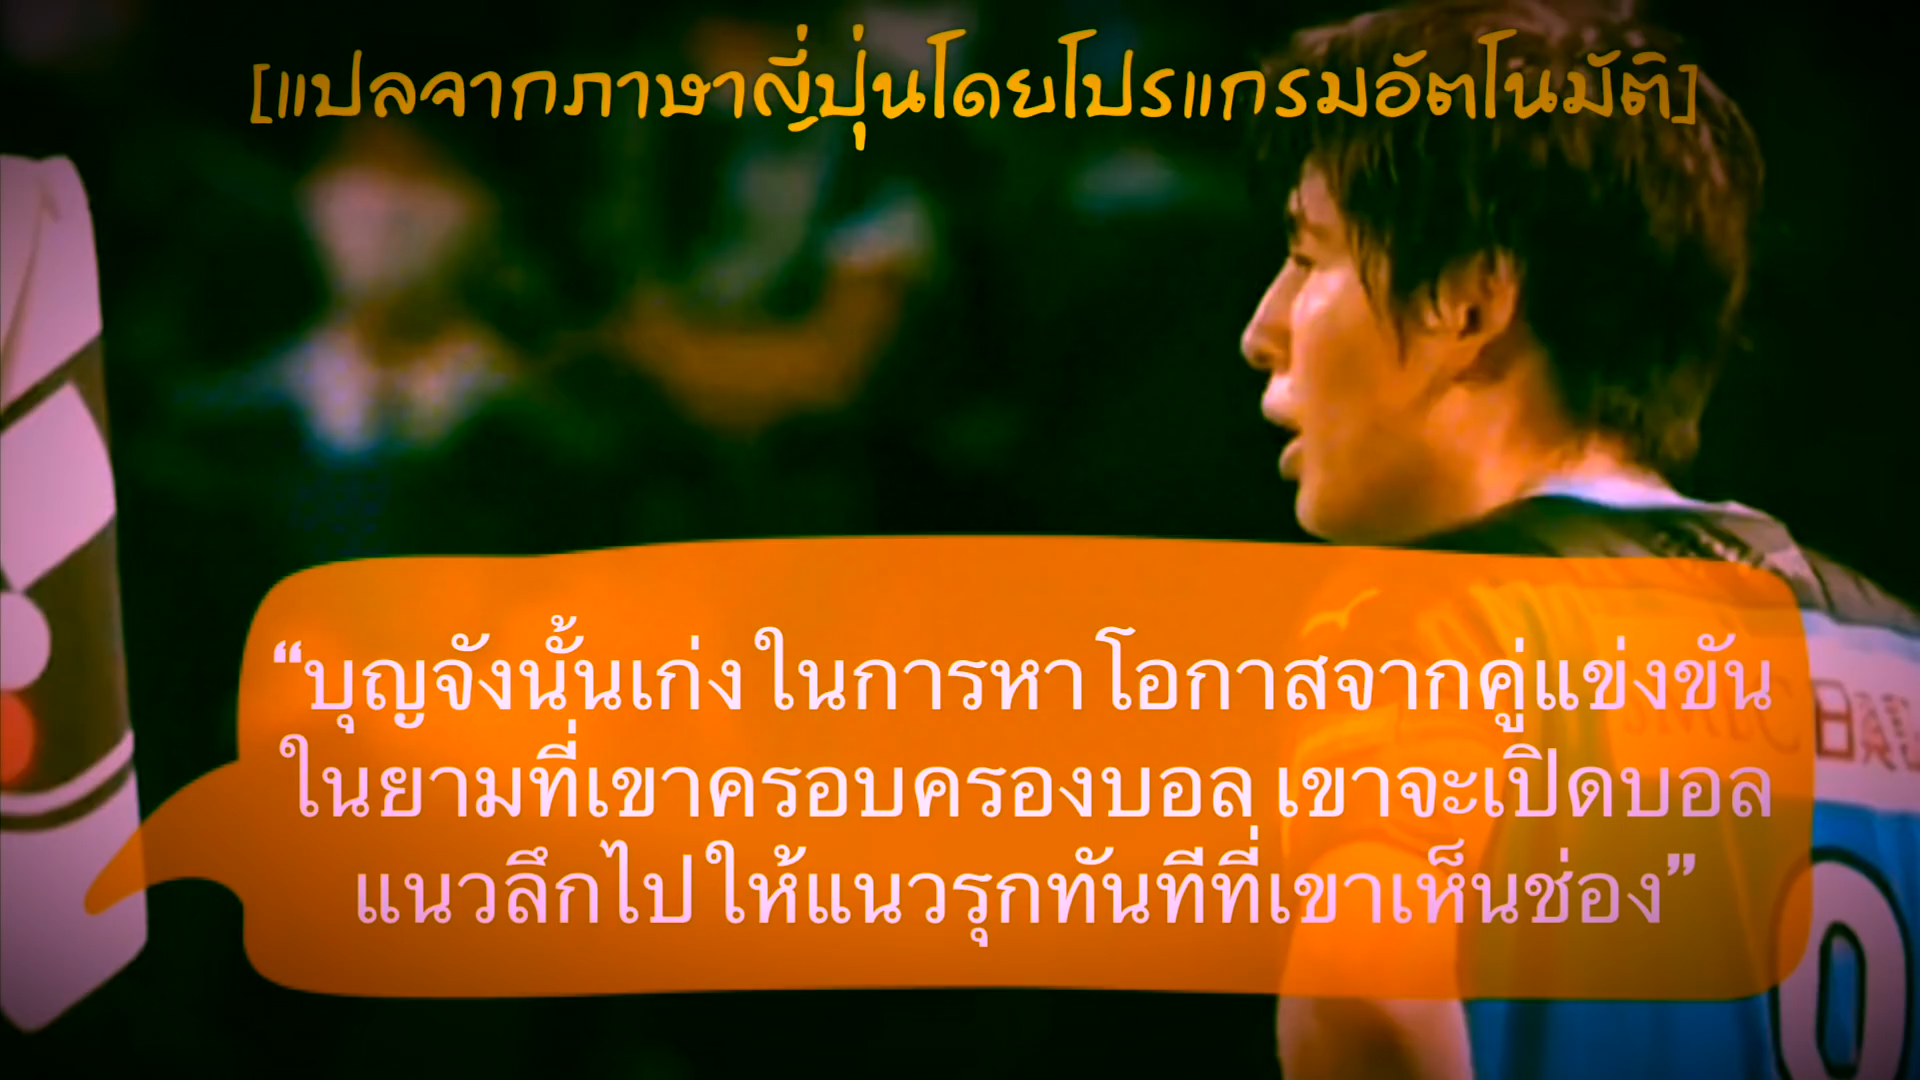 [แปลจากภาษาญี่ปุ่นโดยโปรแกรมอัตโนมัติ]
“บุญจังนั้นเก่งในการหาโอกาสจากคู่แข่งขัน
ในยามที่เขาครอบครองบอล เขาจะเปิดบอล
แนวลึกไปให้แนวรุกทันทีที่เขาเห็นช่อง”